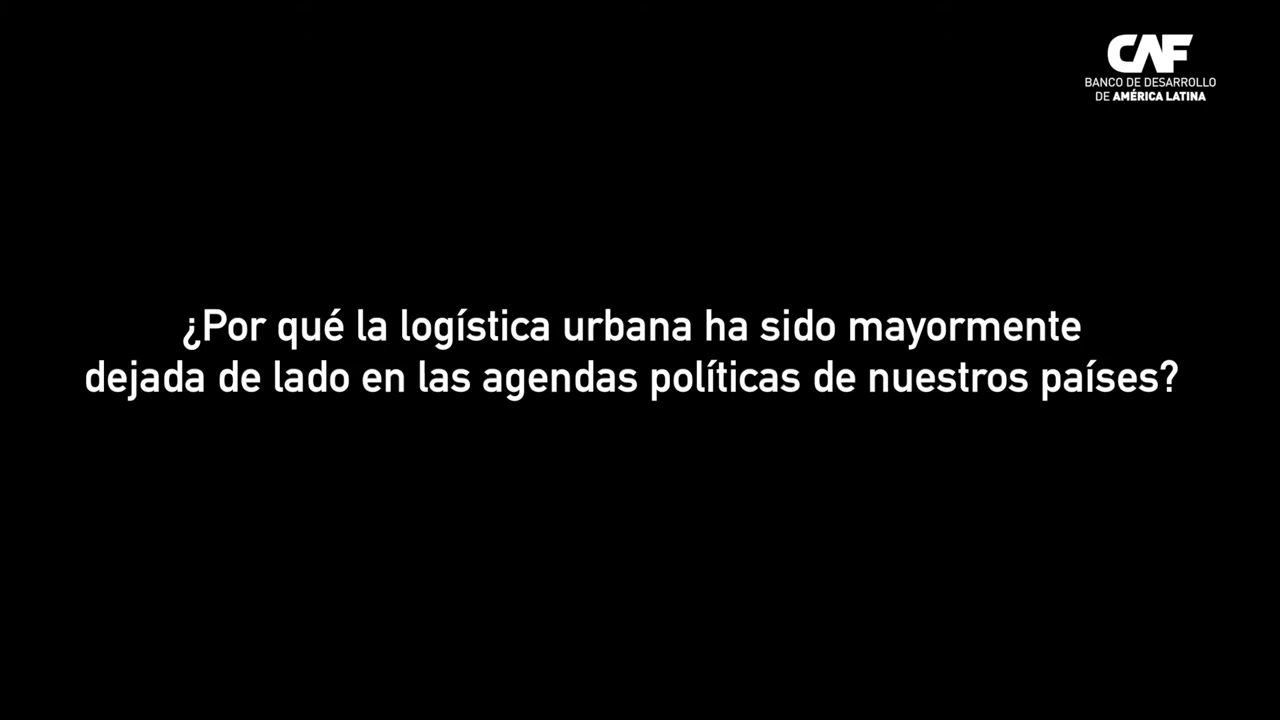 CAF
BANCO DE DESARROLLO
DE AMÉRICA LATINA
¿Por qué la logística urbana ha sido mayormente
dejada de lado en las agendas políticas de nuestros países?